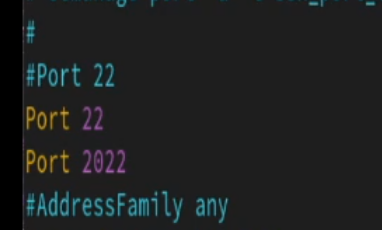 #
#Port 22
Port 22
Port 2022
#AddressFamily any